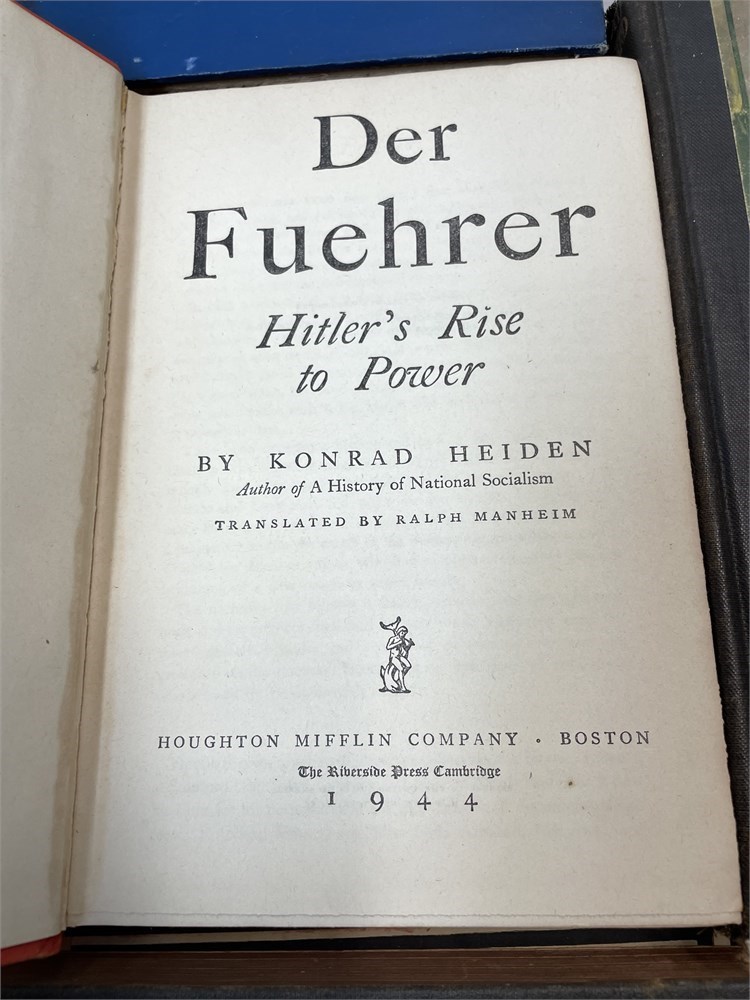 Der
Fuehrer
Hitler's Rise
to Power
BY KONRAD HEIDEN
Author of A History of National Socialism
TRANSLATED BY RALPH MANHEIM
HOUGHTON MIFFLIN COMPANY · BOSTON
The Riverside Press Cambridge
1944